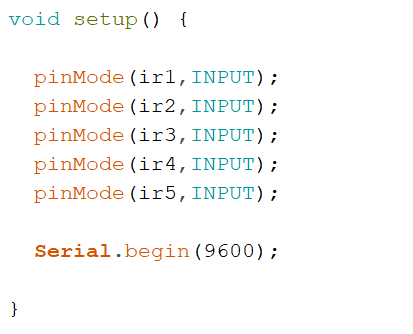 void setup() {
pinMode(ir1,INPUT);
pinMode(ir2,INPUT);
pinMode(ir3,INPUT);
pinMode(ir4,INPUT);
pinMode(ir5,INPUT);
Serial.begin(9600);
}